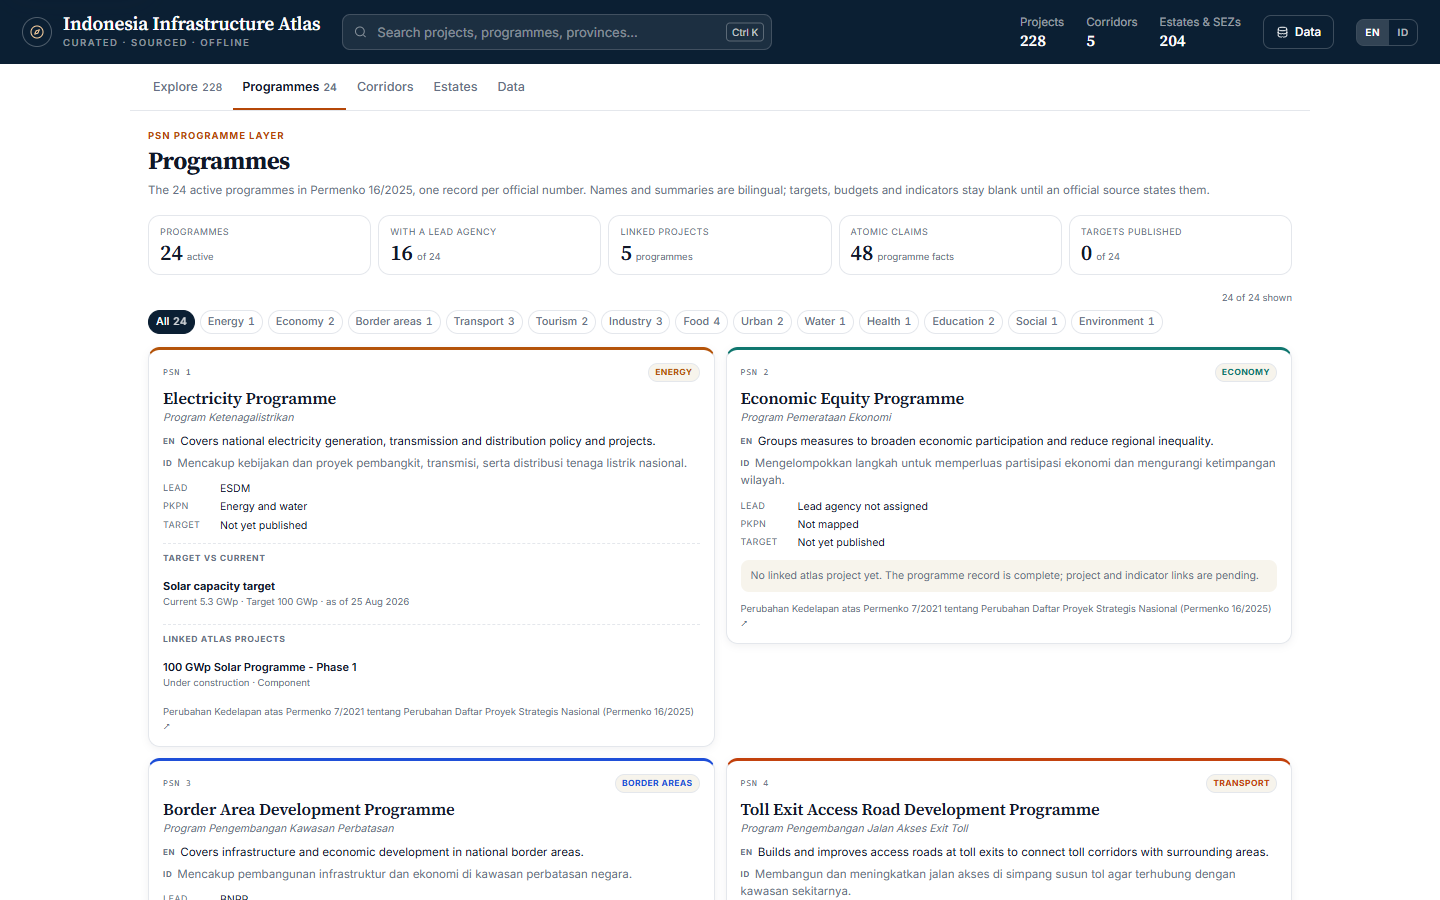 Indonesia Infrastructure Atlas
CURATED · SOURCED · OFFLINE
Search projects, programmes, provinces...
Ctrl K
Projects
228
Corridors
5
Estates & SEZs
204
Data
EN
ID
Explore 228
Programmes 24
Corridors
Estates
Data
PSN PROGRAMME LAYER
Programmes
The 24 active programmes in Permenko 16/2025, one record per official number. Names and summaries are bilingual; targets, budgets and indicators stay blank until an official source states them.
PROGRAMMES
24 active
WITH A LEAD AGENCY
16 of 24
LINKED PROJECTS
5 programmes
ATOMIC CLAIMS
48 programme facts
TARGETS PUBLISHED
0 of 24
24 of 24 shown
All 24
Energy 1
Economy 2
Border areas 1
Transport 3
Tourism 2
Industry 3
Food 4
Urban 2
Water 1
Health 1
Education 2
Social 1
Environment 1
PSN 1
ENERGY
Electricity Programme
Program Ketenagalistrikan
EN Covers national electricity generation, transmission and distribution policy and projects.
ID Mencakup kebijakan dan proyek pembangkit, transmisi, serta distribusi tenaga listrik nasional.
LEAD ESDM
PKPN Energy and water
TARGET Not yet published
TARGET VS CURRENT
Solar capacity target
Current 5.3 GWp · Target 100 GWp · as of 25 Aug 2026
LINKED ATLAS PROJECTS
100 GWp Solar Programme - Phase 1
Under construction · Component
Perubahan Kedelapan atas Permenko 7/2021 tentang Perubahan Daftar Proyek Strategis Nasional (Permenko 16/2025)
↗
PSN 2
ECONOMY
Economic Equity Programme
Program Pemerataan Ekonomi
EN Groups measures to broaden economic participation and reduce regional inequality.
ID Mengelompokkan langkah untuk memperluas partisipasi ekonomi dan mengurangi ketimpangan
wilayah.
LEAD Lead agency not assigned
PKPN Not mapped
TARGET Not yet published
No linked atlas project yet. The programme record is complete; project and indicator links are pending.
Perubahan Kedelapan atas Permenko 7/2021 tentang Perubahan Daftar Proyek Strategis Nasional (Permenko 16/2025)
↗
PSN 3
BORDER AREAS
Border Area Development Programme
Program Pengembangan Kawasan Perbatasan
EN Covers infrastructure and economic development in national border areas.
ID Mencakup pembangunan infrastruktur dan ekonomi di kawasan perbatasan negara.
LEAD BNPP
PSN 4
TRANSPORT
Toll Exit Access Road Development Programme
Program Pengembangan Jalan Akses Exit Toll
EN Builds and improves access roads at toll exits to connect toll corridors with surrounding areas.
ID Membangun dan meningkatkan jalan akses di simpang susun tol agar terhubung dengan
kawasan sekitarnya.